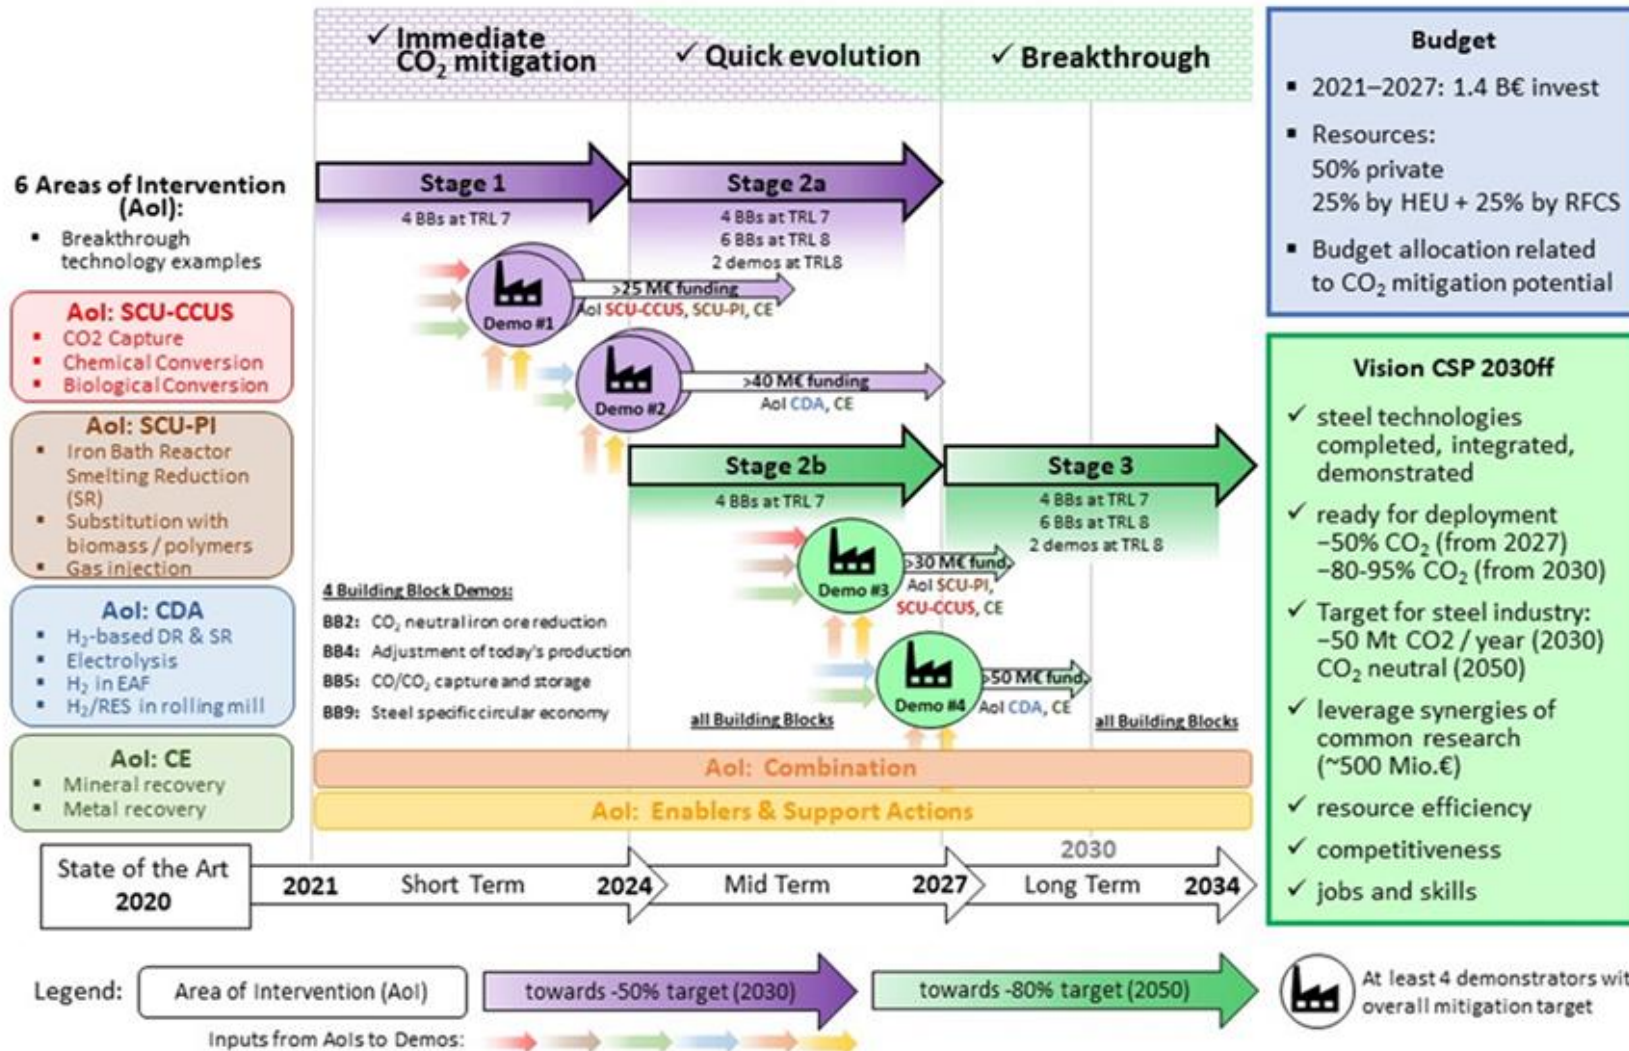 ✓ Immediate
CO₂ mitigation
✓ Quick evolution
✓ Breakthrough
6 Areas of Intervention
(AoI):
▪ Breakthrough
technology examples
AoI: SCU-CCUS
▪ CO2 Capture
▪ Chemical Conversion
▪ Biological Conversion
AoI: SCU-PI
▪ Iron Bath Reactor
Smelting Reduction
(SR)
▪ Substitution with
biomass / polymers
▪ Gas injection
AoI: CDA
▪ H₂-based DR & SR
▪ Electrolysis
▪ H₂ in EAF
▪ H₂/RES in rolling mill
AoI: CE
▪ Mineral recovery
▪ Metal recovery
Stage 1
4 BBs at TRL 7
Stage 2a
4 BBs at TRL 7
6 BBs at TRL 8
2 demos at TRL8
Demo #1
>25 M€ funding
AoI SCU-CCUS, SCU-PI, CE
Demo #2
>40 M€ funding
AoI CDA, CE
Stage 2b
4 BBs at TRL 7
Stage 3
4 BBs at TRL 7
6 BBs at TRL 8
2 demos at TRL 8
Demo #3
>30 M€ fund.
AoI SCU-PI,
SCU-CCUS, CE
Demo #4
>50 M€ fund.
AoI CDA, CE
4 Building Block Demos:
BB2: CO₂ neutral iron ore reduction
BB4: Adjustment of today's production
BB5: CO/CO₂ capture and storage
BB9: Steel specific circular economy
all Building Blocks
all Building Blocks
AoI: Combination
AoI: Enablers & Support Actions
State of the Art
2020
2021
Short Term
2024
Mid Term
2027
Long Term
2030
2034
Budget
▪ 2021–2027: 1.4 B€ invest
▪ Resources:
50% private
25% by HEU + 25% by RFCS
▪ Budget allocation related
to CO₂ mitigation potential
Vision CSP 2030ff
✓ steel technologies
completed, integrated,
demonstrated
✓ ready for deployment
−50% CO₂ (from 2027)
−80-95% CO₂ (from 2030)
✓ Target for steel industry:
−50 Mt CO2 / year (2030)
CO₂ neutral (2050)
✓ leverage synergies of
common research
(~500 Mio.€)
✓ resource efficiency
✓ competitiveness
✓ jobs and skills
Legend:
Area of Intervention (AoI)
towards -50% target (2030)
towards -80% target (2050)
At least 4 demonstrators wit
overall mitigation target
Inputs from AoIs to Demos: